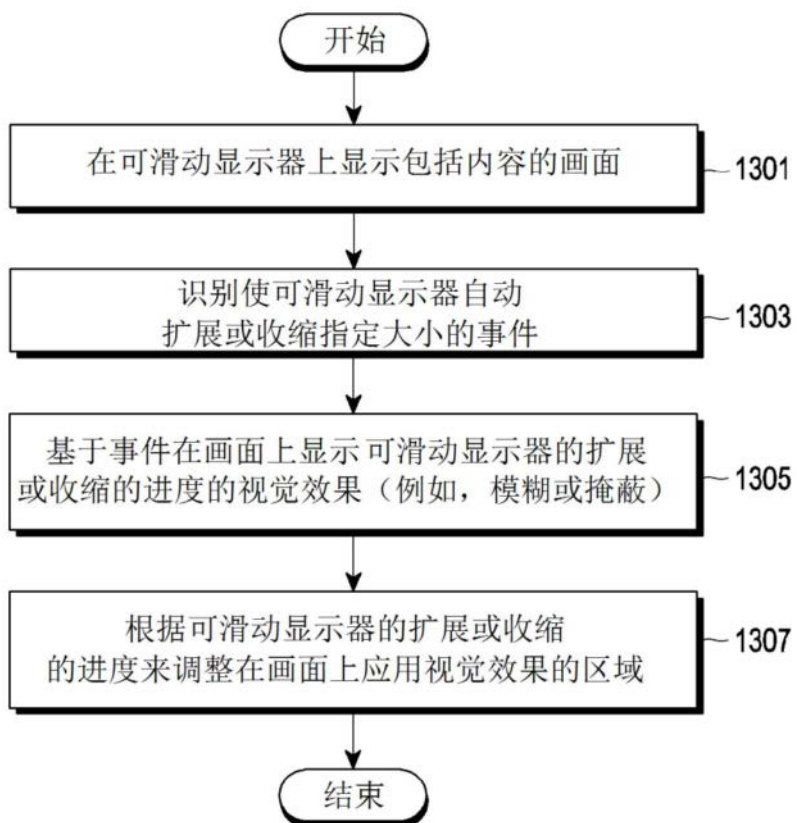 开始
在可滑动显示器上显示包括内容的画面
1301
识别使可滑动显示器自动
扩展或收缩指定大小的事件
1303
基于事件在画面上显示可滑动显示器的扩展
或收缩的进度的视觉效果（例如，模糊或掩蔽）
1305
根据可滑动显示器的扩展或收缩
的进度来调整在画面上应用视觉效果的区域
1307
结束